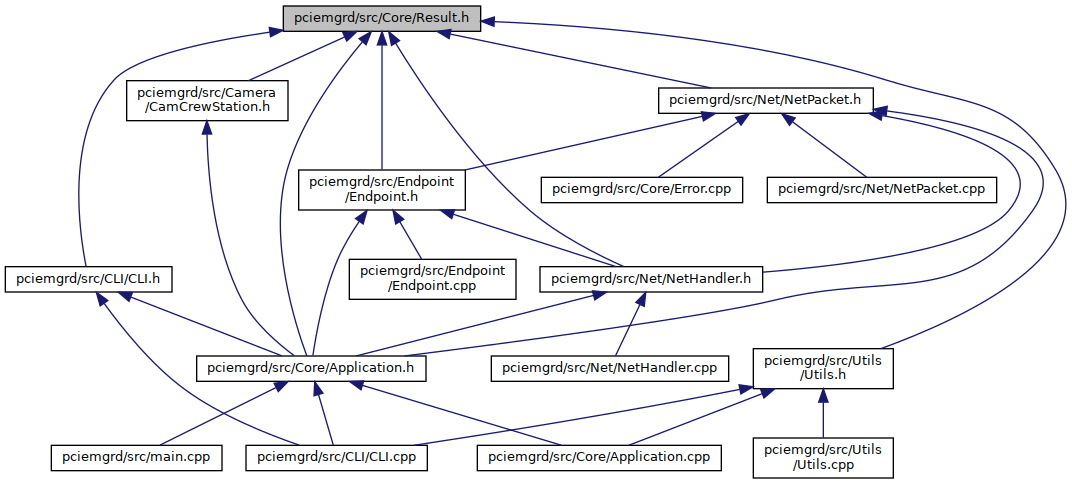 pciemgrd/src/Core/Result.h
pciemgrd/src/Camera
/CamCrewStation.h
pciemgrd/src/Net/NetPacket.h
pciemgrd/src/Endpoint
/Endpoint.h
pciemgrd/src/Core/Error.cpp
pciemgrd/src/Net/NetPacket.cpp
pciemgrd/src/CLI/CLI.h
pciemgrd/src/Endpoint
/Endpoint.cpp
pciemgrd/src/Net/NetHandler.h
pciemgrd/src/Core/Application.h
pciemgrd/src/Net/NetHandler.cpp
pciemgrd/src/Utils
/Utils.h
pciemgrd/src/main.cpp
pciemgrd/src/CLI/CLI.cpp
pciemgrd/src/Core/Application.cpp
pciemgrd/src/Utils
/Utils.cpp